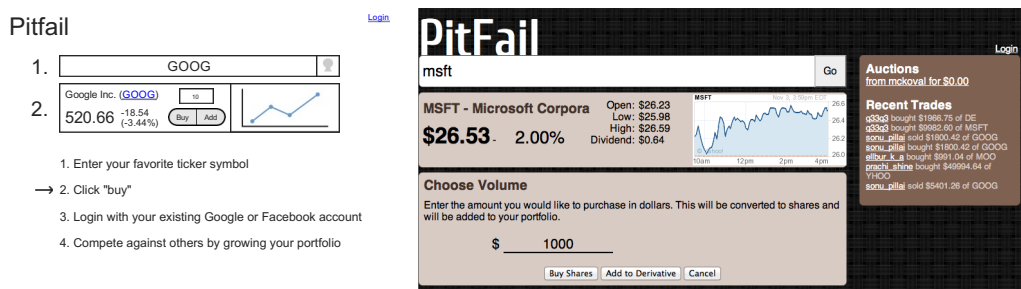 Pitfail
Login
1.
GOOG
2.
Google Inc. (GOOG)
10
520.66
-18.54
(-3.44%)
Buy
Add
1. Enter your favorite ticker symbol
→ 2. Click "buy"
3. Login with your existing Google or Facebook account
4. Compete against others by growing your portfolio
PitFail
Login
msft
Go
MSFT - Microsoft Corpora
$26.53 - 2.00%
Open: $26.23
Low: $25.98
High: $26.59
Dividend: $0.64
MSFT
Nov 3, 3:59pm EDT
26.6
26.4
26.2
26.0
10am 12pm 2pm 4pm
Choose Volume
Enter the amount you would like to purchase in dollars. This will be converted to shares and
will be added to your portfolio.
$ 1000
Buy Shares
Add to Derivative
Cancel
Auctions
from mckoval for $0.00
Recent Trades
q33q3 bought $1966.75 of DE
q33q3 bought $9982.60 of MSFT
sonu_pillai sold $1800.42 of GOOG
sonu_pillai bought $1800.42 of GOOG
ellbur_k_a bought $991.04 of MOO
prachi_shine bought $49994.64 of
YHOO
sonu_pillai sold $5401.26 of GOOG